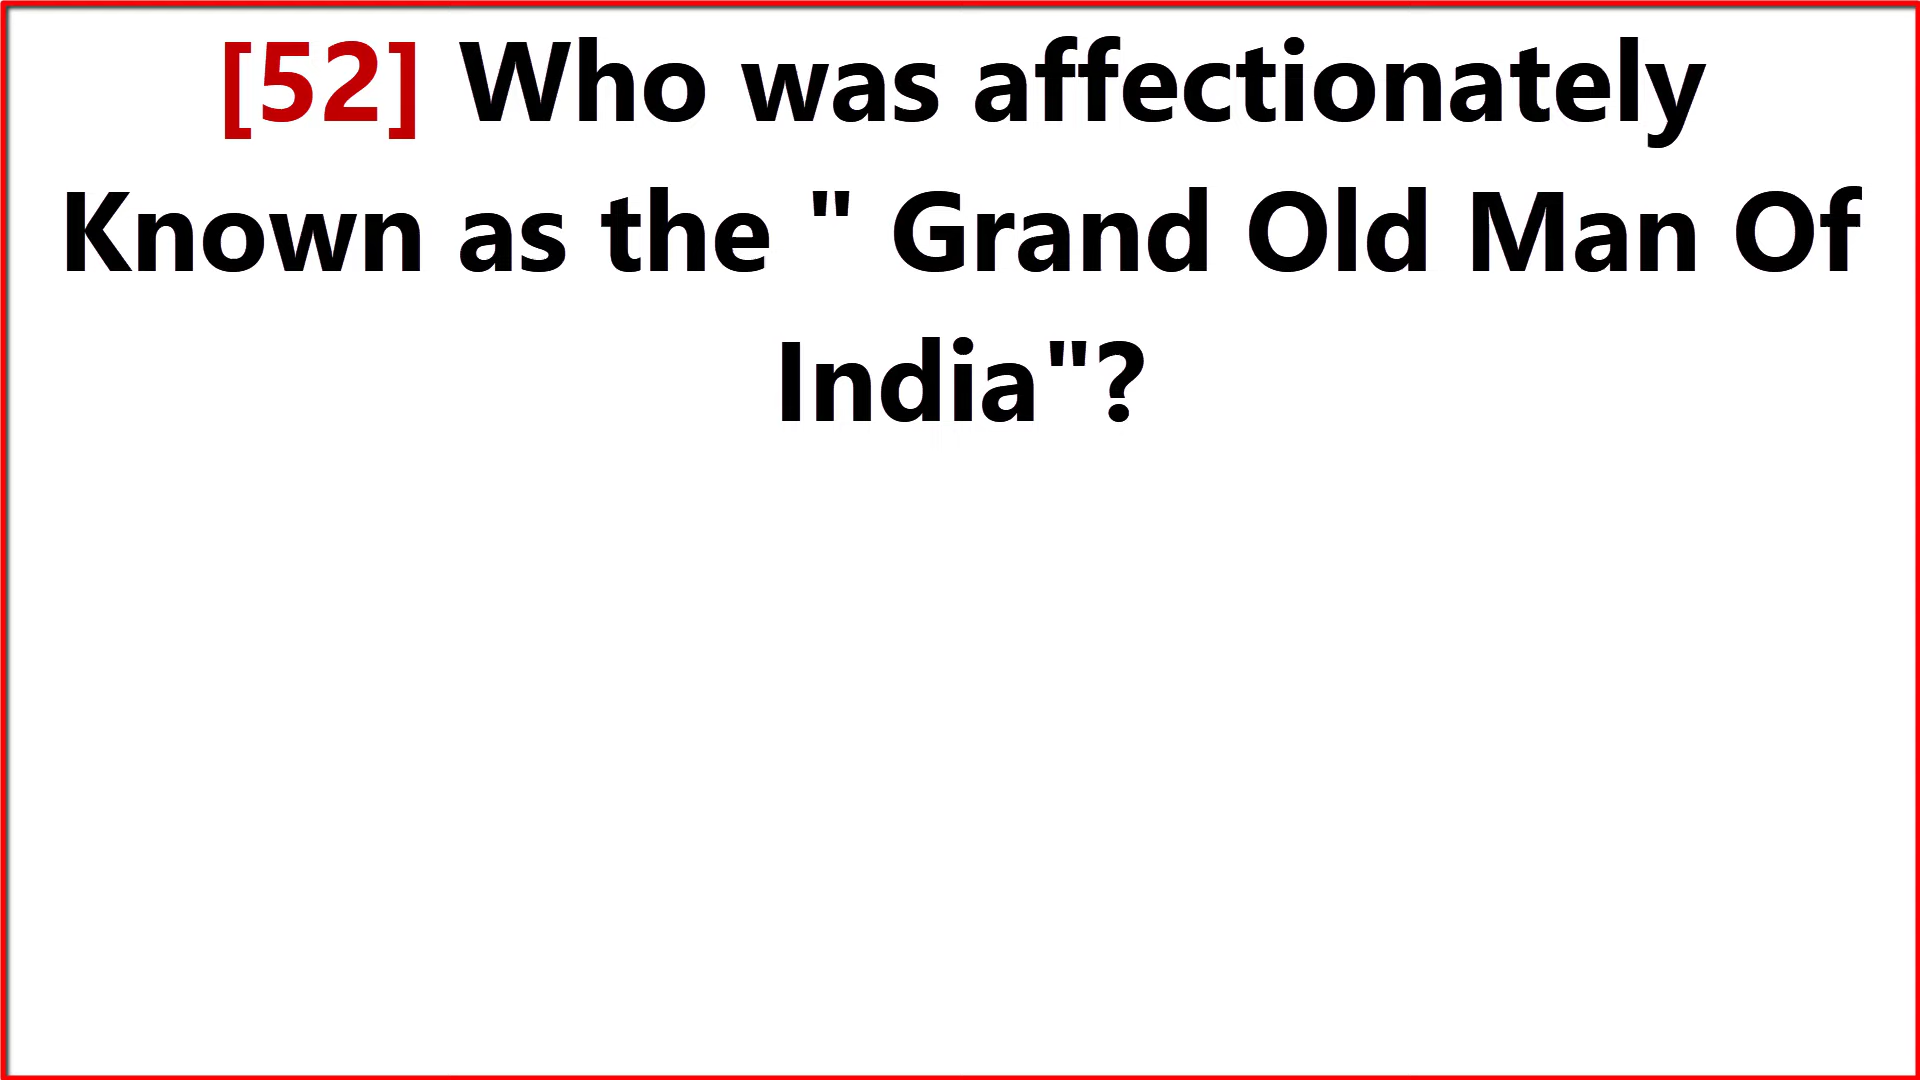 [52] Who was affectionately
Known as the " Grand Old Man Of
India"?